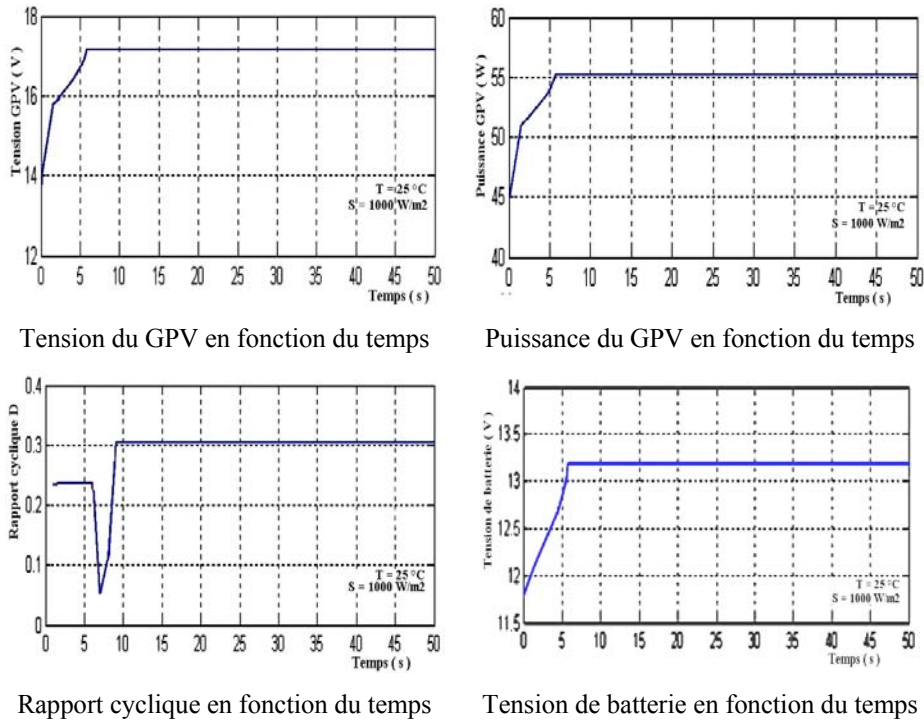 Tension GPV ( V )
18
16
14
12
0 5 10 15 20 25 30 35 40 45 50
T = 25 °C
S = 1000 W/m2
Temps ( s )
Puissance GPV ( W )
60
55
50
45
40
0 5 10 15 20 25 30 35 40 45 50
T = 25 °C
S = 1000 W/m2
Temps ( s )
Tension du GPV en fonction du temps
Puissance du GPV en fonction du temps
Rapport cyclique D
0.4
0.3
0.2
0.1
0
0 5 10 15 20 25 30 35 40 45 50
T = 25 °C
S = 1000 W/m2
Temps ( s )
Tension de batterie ( V )
14
13.5
13
12.5
12
11.5
0 5 10 15 20 25 30 35 40 45 50
T = 25 °C
S = 1000 W/m2
Temps ( s )
Rapport cyclique en fonction du temps
Tension de batterie en fonction du temps